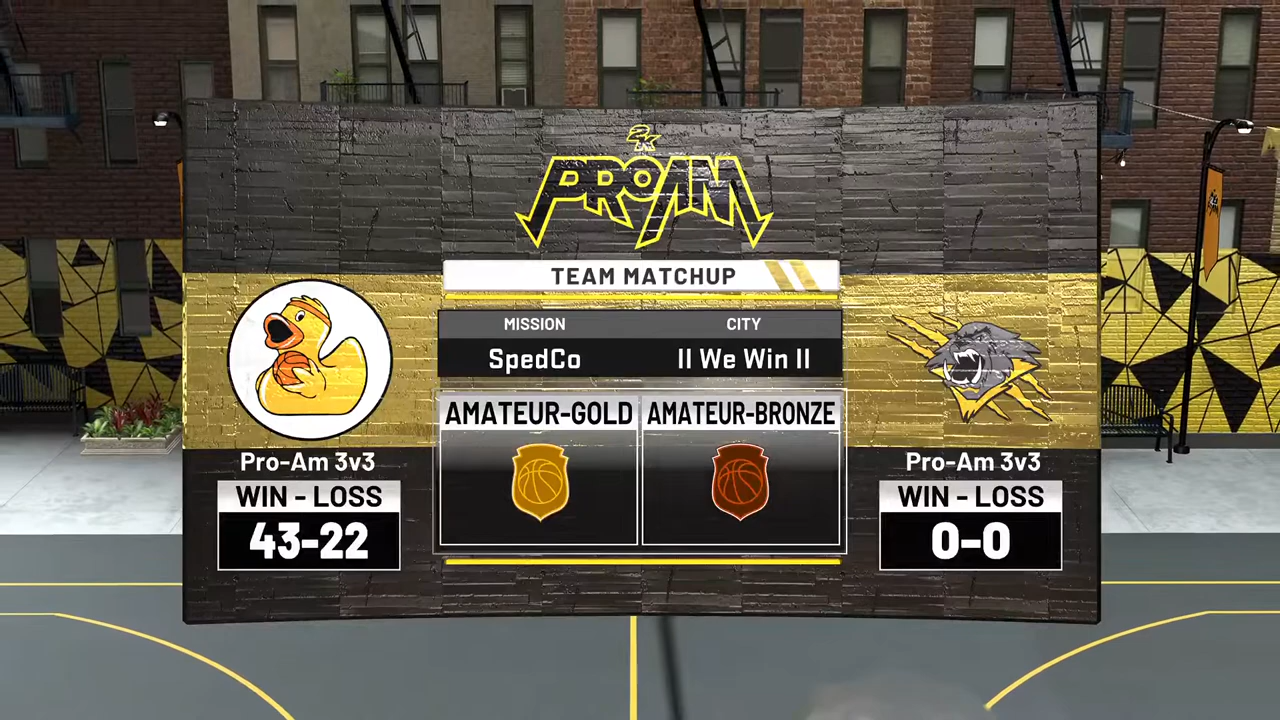 2K
PRO/AM
TEAM MATCHUP
MISSION CITY
SpedCo II We Win II
AMATEUR-GOLD AMATEUR-BRONZE
Pro-Am 3v3 Pro-Am 3v3
WIN - LOSS WIN - LOSS
43-22 0-0